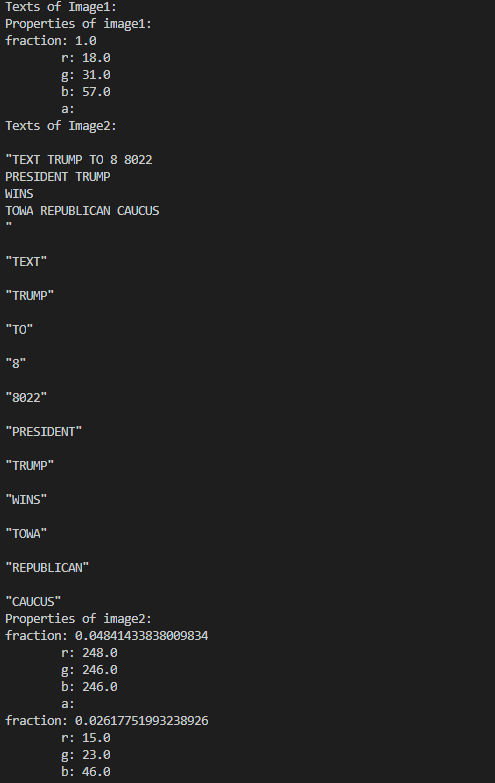 Texts of Image1:
Properties of image1:
fraction: 1.0
r: 18.0
g: 31.0
b: 57.0
a:
Texts of Image2:
"TEXT TRUMP TO 8 8022
PRESIDENT TRUMP
WINS
TOWA REPUBLICAN CAUCUS
"
"TEXT"
"TRUMP"
"TO"
"8"
"8022"
"PRESIDENT"
"TRUMP"
"WINS"
"TOWA"
"REPUBLICAN"
"CAUCUS"
Properties of image2:
fraction: 0.04841433838009834
r: 248.0
g: 246.0
b: 246.0
a:
fraction: 0.02617751993238926
r: 15.0
g: 23.0
b: 46.0